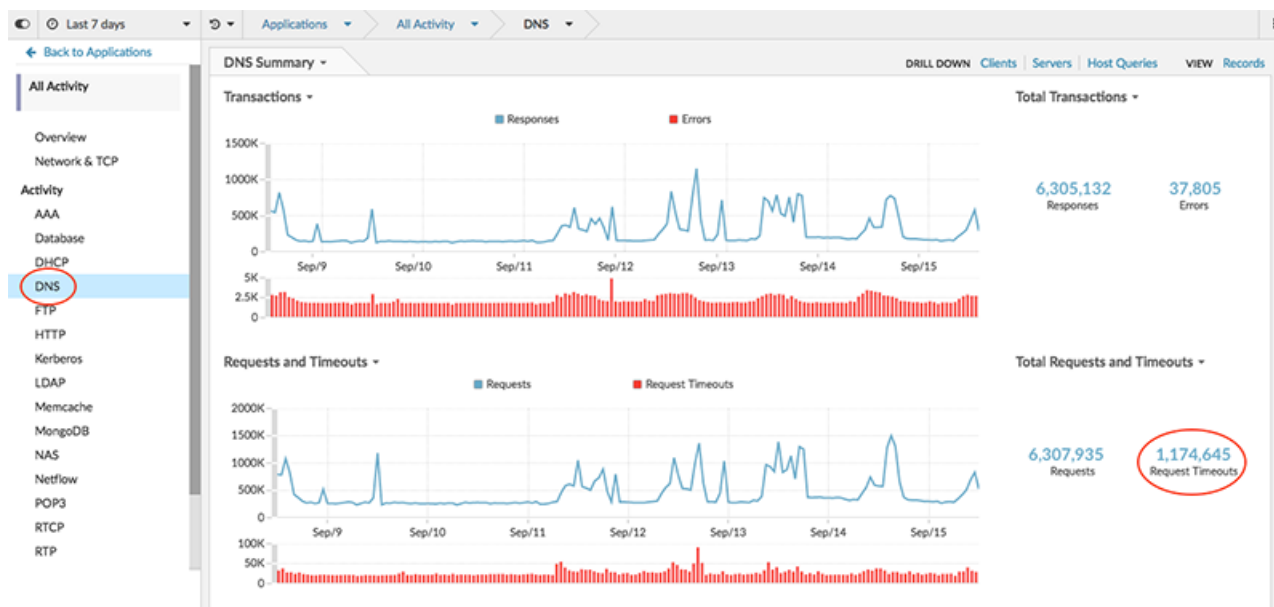 Last 7 days
Applications
All Activity
DNS
Back to Applications
All Activity
Overview
Network & TCP
Activity
AAA
Database
DHCP
DNS
FTP
HTTP
Kerberos
LDAP
Memcache
MongoDB
NAS
Netflow
POP3
RTCP
RTP
DNS Summary
DRILL DOWN Clients | Servers | Host Queries VIEW Records
Transactions
Responses Errors
1500K
1000K
500K
0
Sep/9 Sep/10 Sep/11 Sep/12 Sep/13 Sep/14 Sep/15
5K
2.5K
0
Total Transactions
6,305,132 37,805
Responses Errors
Requests and Timeouts
Requests Request Timeouts
2000K
1500K
1000K
500K
0
Sep/9 Sep/10 Sep/11 Sep/12 Sep/13 Sep/14 Sep/15
100K
50K
0
Total Requests and Timeouts
6,307,935 1,174,645
Requests Request Timeouts